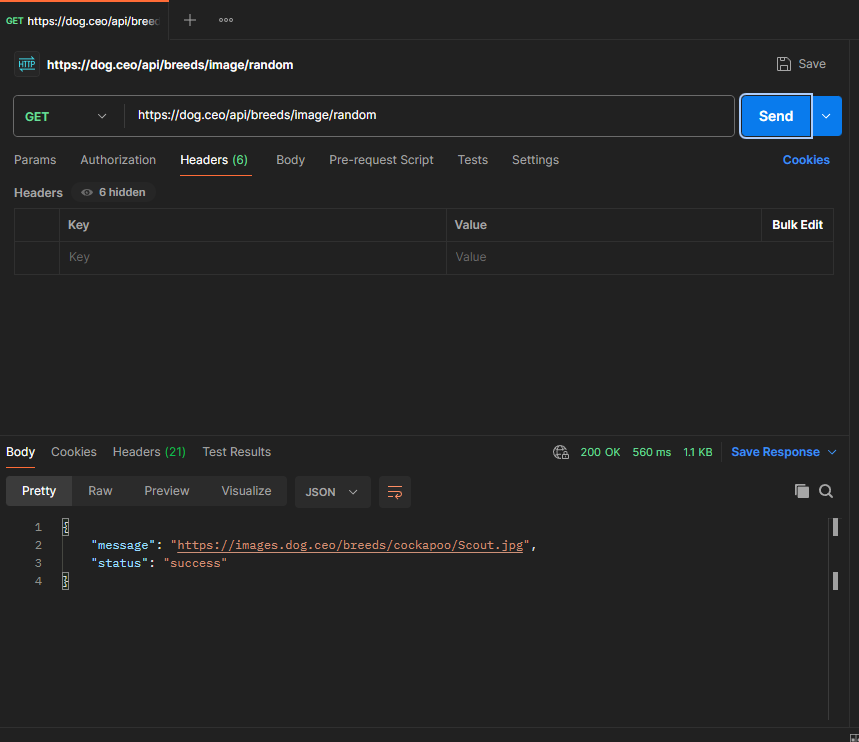 GET https://dog.ceo/api/breed
HTTP https://dog.ceo/api/breeds/image/random Save
GET https://dog.ceo/api/breeds/image/random Send
Params Authorization Headers (6) Body Pre-request Script Tests Settings Cookies
Headers 6 hidden
Key Value Bulk Edit
Key Value
Body Cookies Headers (21) Test Results 200 OK 560 ms 1.1 KB Save Response
Pretty Raw Preview Visualize JSON
1 {
2 "message": "https://images.dog.ceo/breeds/cockapoo/Scout.jpg",
3 "status": "success"
4 }